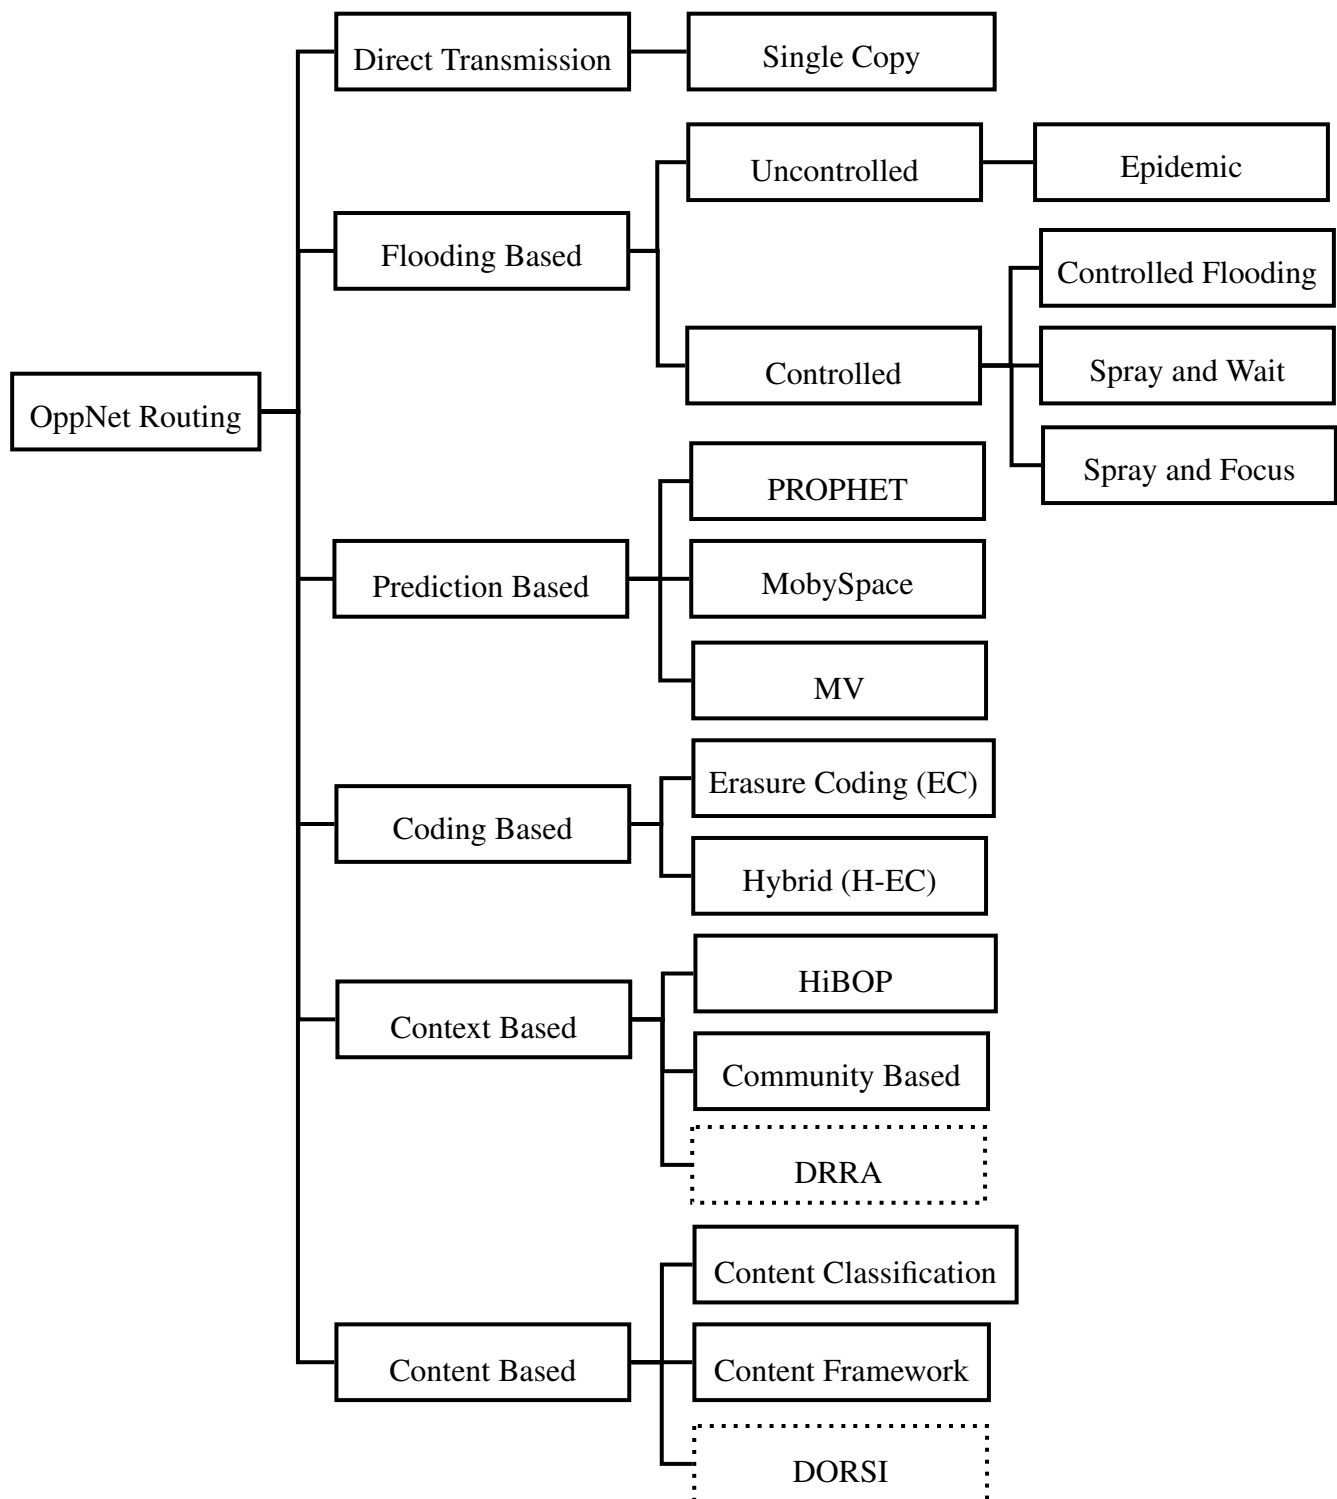 Direct Transmission
Single Copy
Uncontrolled
Epidemic
Flooding Based
Controlled Flooding
Controlled
Spray and Wait
Spray and Focus
OppNet Routing
PROPHET
Prediction Based
MobySpace
MV
Erasure Coding (EC)
Coding Based
Hybrid (H-EC)
HiBOP
Context Based
Community Based
DRRA
Content Classification
Content Based
Content Framework
DORSI